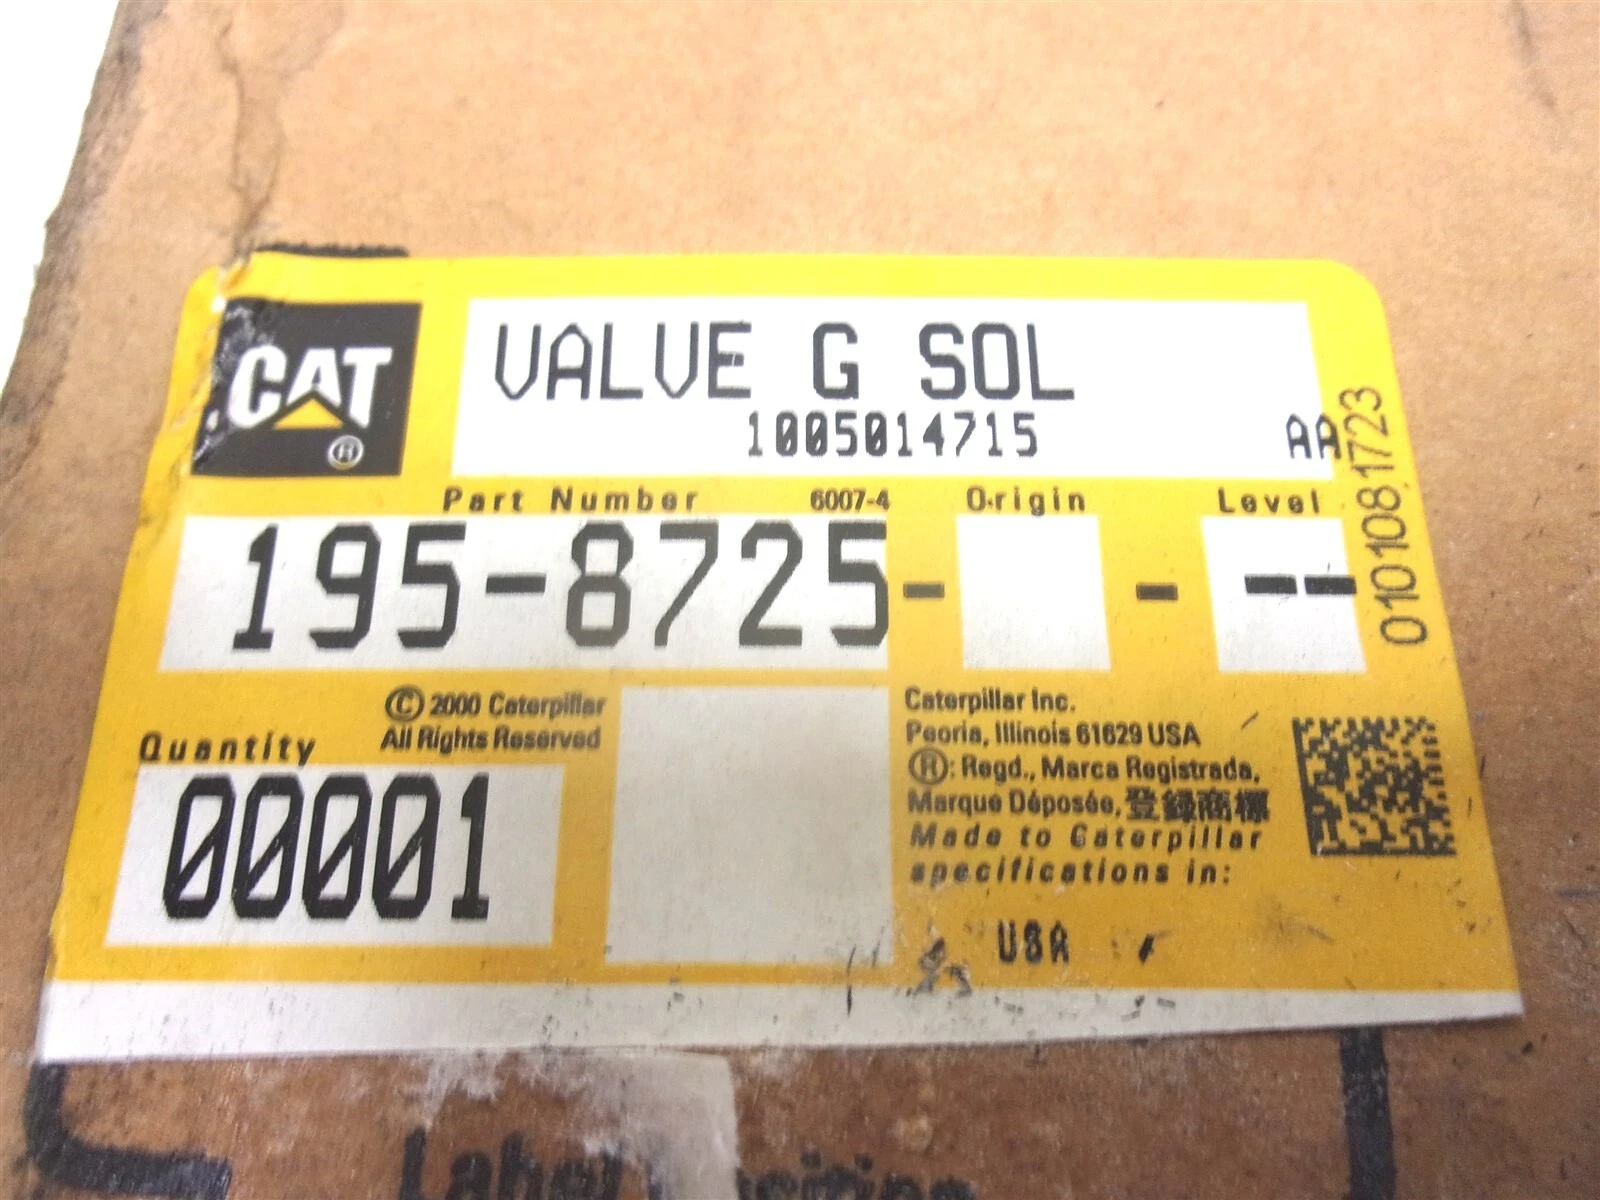 CAT
®
VALVE G SOL
1005014715 AA
Part Number 6007-4 Origin Level
195-8725- - --
0101081723
© 2000 Caterpillar
All Rights Reserved
Quantity
00001
Caterpillar Inc.
Peoria, Illinois 61629 USA
®: Regd., Marca Registrada,
Marque Déposée, 登録商標
Made to Caterpillar
specifications in:
USA
Label